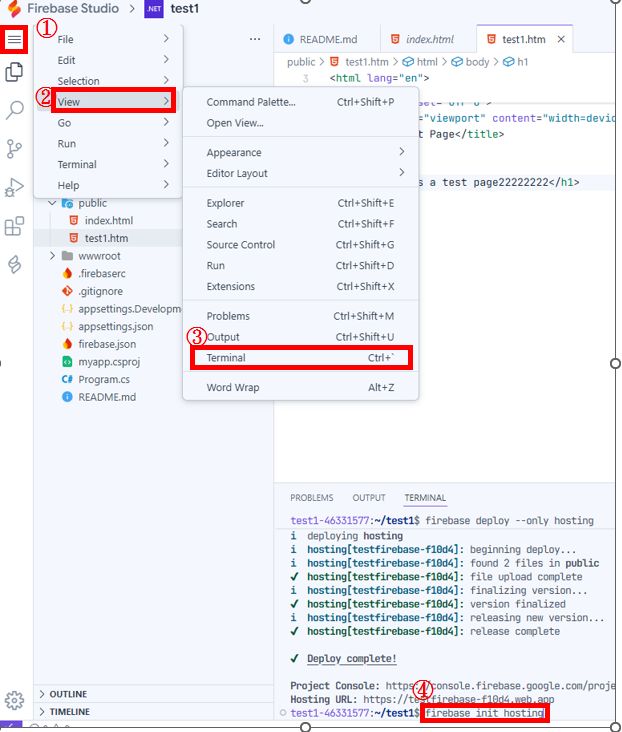 Firebase Studio > .NET test1
①
File
Edit
Selection
② View
Go
Run
Terminal
Help
Command Palette... Ctrl+Shift+P
Open View...
Appearance
Editor Layout
Explorer Ctrl+Shift+E
Search Ctrl+Shift+F
Source Control Ctrl+Shift+G
Run Ctrl+Shift+D
Extensions Ctrl+Shift+X
Problems Ctrl+Shift+M
Output Ctrl+Shift+U
③
Terminal Ctrl+`
Word Wrap Alt+Z
public
index.html
test1.htm
wwwroot
.firebaserc
.gitignore
appsettings.Developm
appsettings.json
firebase.json
myapp.csproj
Program.cs
README.md
OUTLINE
TIMELINE
README.md index.html test1.htm
public > test1.htm > html > body > h1
3 <html lang="en">
="viewport" content="width=devic
t Page</title>
s a test page22222222</h1>
PROBLEMS OUTPUT TERMINAL
test1-46331577:~/test1$ firebase deploy --only hosting
i deploying hosting
i hosting[testfirebase-f10d4]: beginning deploy...
i hosting[testfirebase-f10d4]: found 2 files in public
✔ hosting[testfirebase-f10d4]: file upload complete
i hosting[testfirebase-f10d4]: finalizing version...
✔ hosting[testfirebase-f10d4]: version finalized
i hosting[testfirebase-f10d4]: releasing new version...
✔ hosting[testfirebase-f10d4]: release complete
✔ Deploy complete!
Project Console: https://console.firebase.google.com/proje
Hosting URL: https://testfirebase-f10d4.web.app
④
test1-46331577:~/test1$ firebase init hosting